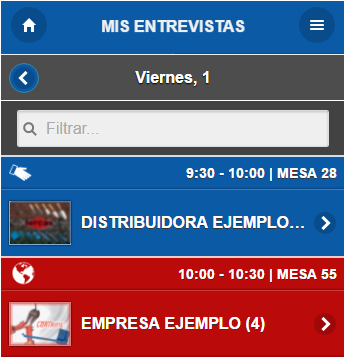 MIS ENTREVISTAS
Viernes, 1
Filtrar...
9:30 - 10:00 | MESA 28
DISTRIBUIDORA EJEMPLO...
10:00 - 10:30 | MESA 55
EMPRESA EJEMPLO (4)